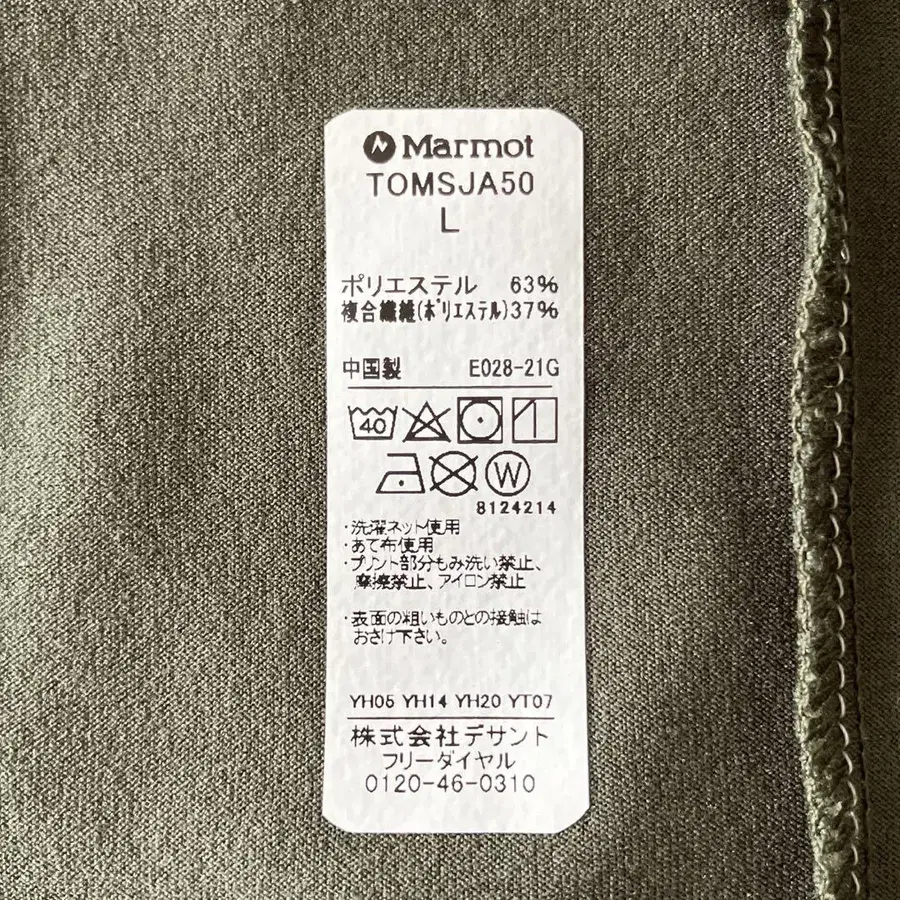 Marmot
TOMSJA50
L
ポリエステル 63%
複合繊維(ポリエステル)37%
中国製 E028-21G
40
W
8124214
・洗濯ネット使用
・あて布使用
・プリント部分もみ洗い禁止、
摩擦禁止、アイロン禁止。
・表面の粗いものとの接触は
おさけ下さい。
YH05 YH14 YH20 YT07
株式会社デサント
フリーダイヤル
0120-46-0310